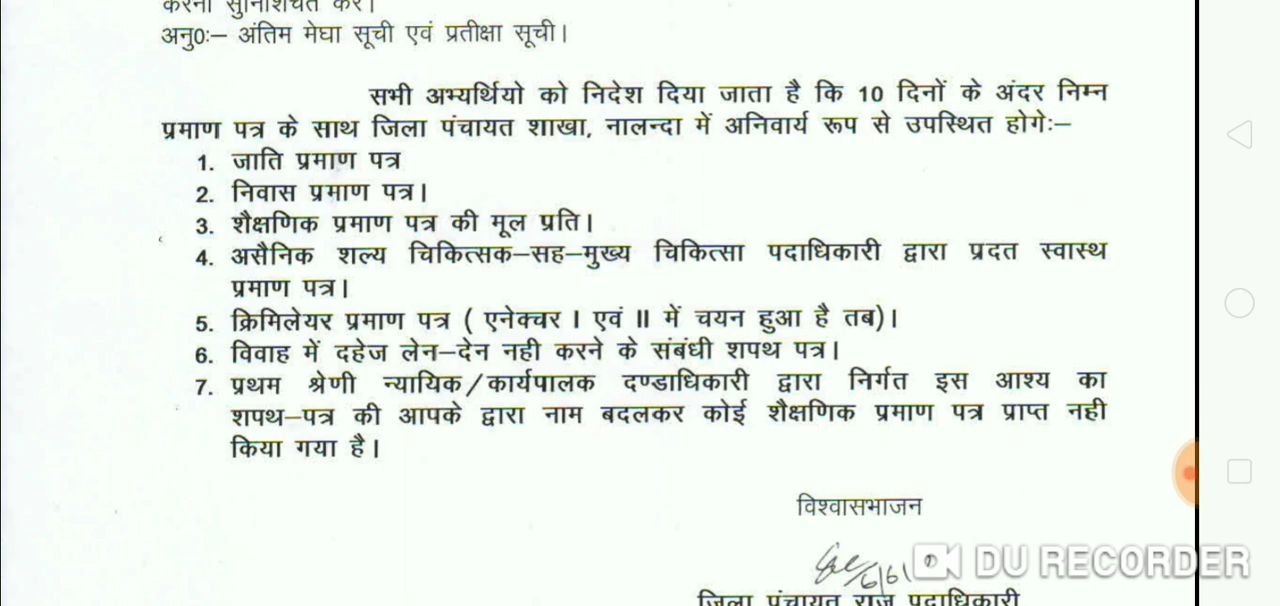 करना सुनिश्चित करें।
अनु0:– अंतिम मेघा सूची एवं प्रतीक्षा सूची।
सभी अभ्यर्थियो को निदेश दिया जाता है कि 10 दिनों के अंदर निम्न
प्रमाण पत्र के साथ जिला पंचायत शाखा, नालन्दा में अनिवार्य रूप से उपस्थित होगे:–
1. जाति प्रमाण पत्र
2. निवास प्रमाण पत्र।
3. शैक्षणिक प्रमाण पत्र की मूल प्रति।
4. असैनिक शल्य चिकित्सक–सह–मुख्य चिकित्सा पदाधिकारी द्वारा प्रदत स्वास्थ
प्रमाण पत्र।
5. क्रिमिलेयर प्रमाण पत्र ( एनेक्चर I एवं II में चयन हुआ है तब)।
6. विवाह में दहेज लेन–देन नही करने के संबंधी शपथ पत्र।
7. प्रथम श्रेणी न्यायिक/कार्यपालक दण्डाधिकारी द्वारा निर्गत इस आश्य का
शपथ–पत्र की आपके द्वारा नाम बदलकर कोई शैक्षणिक प्रमाण पत्र प्राप्त नही
किया गया है।
विश्वासभाजन
DU RECORDER
जिला पंचायत राज पदाधिकारी